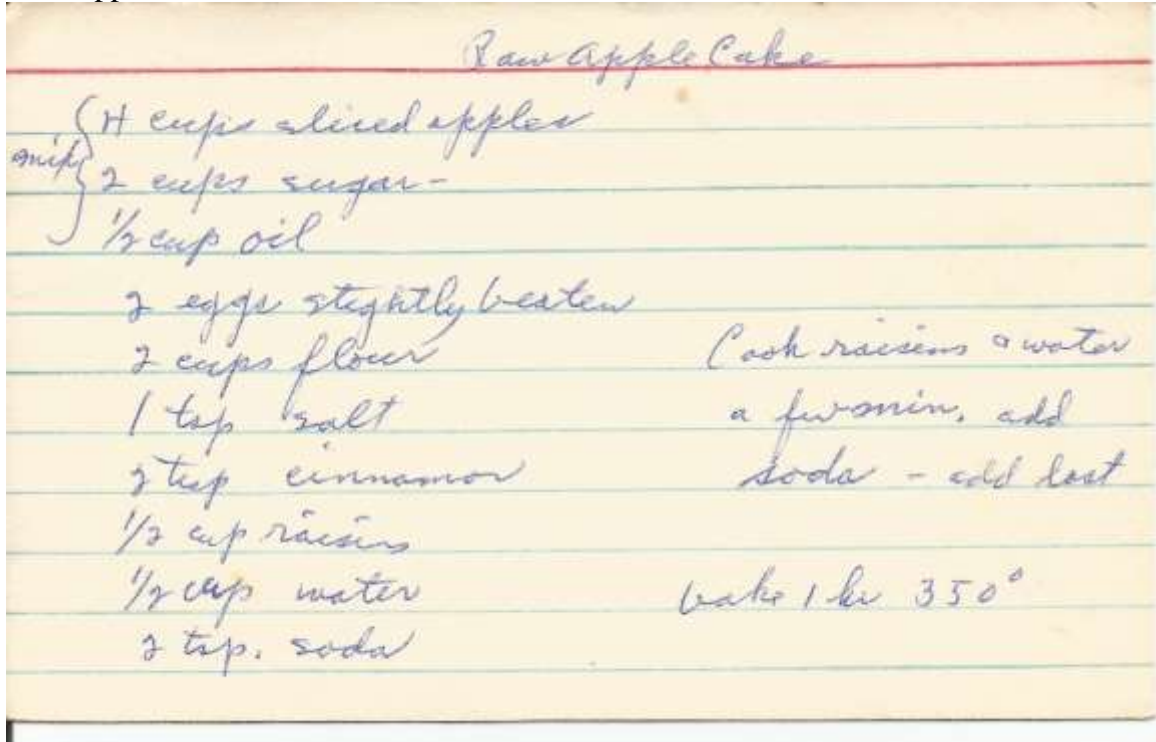 Raw Apple Cake
mix
4 cups sliced apples
2 cups sugar -
1/2 cup oil
2 eggs slightly beaten
2 cups flour
1 tsp salt
2 tsp cinnamon
1/2 cup raisins
1/2 cup water
2 tsp. soda
Cook raisins & water
a few min. add
soda - add last
bake 1 hr 350°